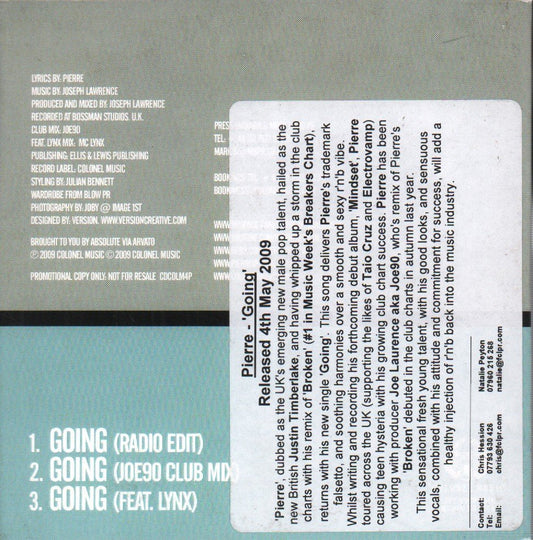 LYRICS BY. PIERRE
MUSIC BY. JOSEPH LAWRENCE
PRODUCED AND MIXED BY. JOSEPH LAWRENCE
RECORDED AT BOSSMAN STUDIOS. U.K.
CLUB MIX. JOE90
FEAT. LYNX MIX. MC LYNX
PUBLISHING: ELLIS & LEWIS PUBLISHING
RECORD LABEL: COLONEL MUSIC
STYLING BY: JULIAN BENNETT
WARDROBE FROM BLOW PR
PHOTOGRAPHY BY: JOBY @ IMAGE 1ST
DESIGNED BY: VERSION. WWW.VERSIONCREATIVE.COM
BROUGHT TO YOU BY ABSOLUTE VIA ARVATO
℗ 2009 COLONEL MUSIC © 2009 COLONEL MUSIC
PROMOTIONAL COPY ONLY: NOT FOR RESALE CDCOLM4P
1. GOING (RADIO EDIT)
2. GOING (JOE90 CLUB MIX)
3. GOING (FEAT. LYNX)
Pierre - 'Going'
Released 4th May 2009
'Pierre', dubbed as the UK's emerging new male pop talent, hailed as the
new British Justin Timberlake, and having whipped up a storm in the club
charts with his remix of 'Broken' (#1 in Music Week's Breakers Chart),
returns with his new single 'Going'. This song delivers Pierre's trademark
falsetto, and soothing harmonies over a smooth and sexy r'n'b vibe.
Whilst writing and recording his forthcoming debut album, 'Mindset', Pierre
toured across the UK (supporting the likes of Taio Cruz and Electrovamp)
causing teen hysteria with his growing club chart success. Pierre has been
working with producer Joe Laurence aka Joe90, who's remix of Pierre's
'Broken' debuted in the club charts in autumn last year.
This sensational fresh young talent, with his good looks, and sensuous
vocals, combined with his attitude and commitment for success, will add a
healthy injection of r'n'b back into the music industry.
Contact: Chris Hession Natalie Peyton
Tel: 07793 630 426 07960 215 268
Email: chris@fclpr.com natalie@fclpr.com